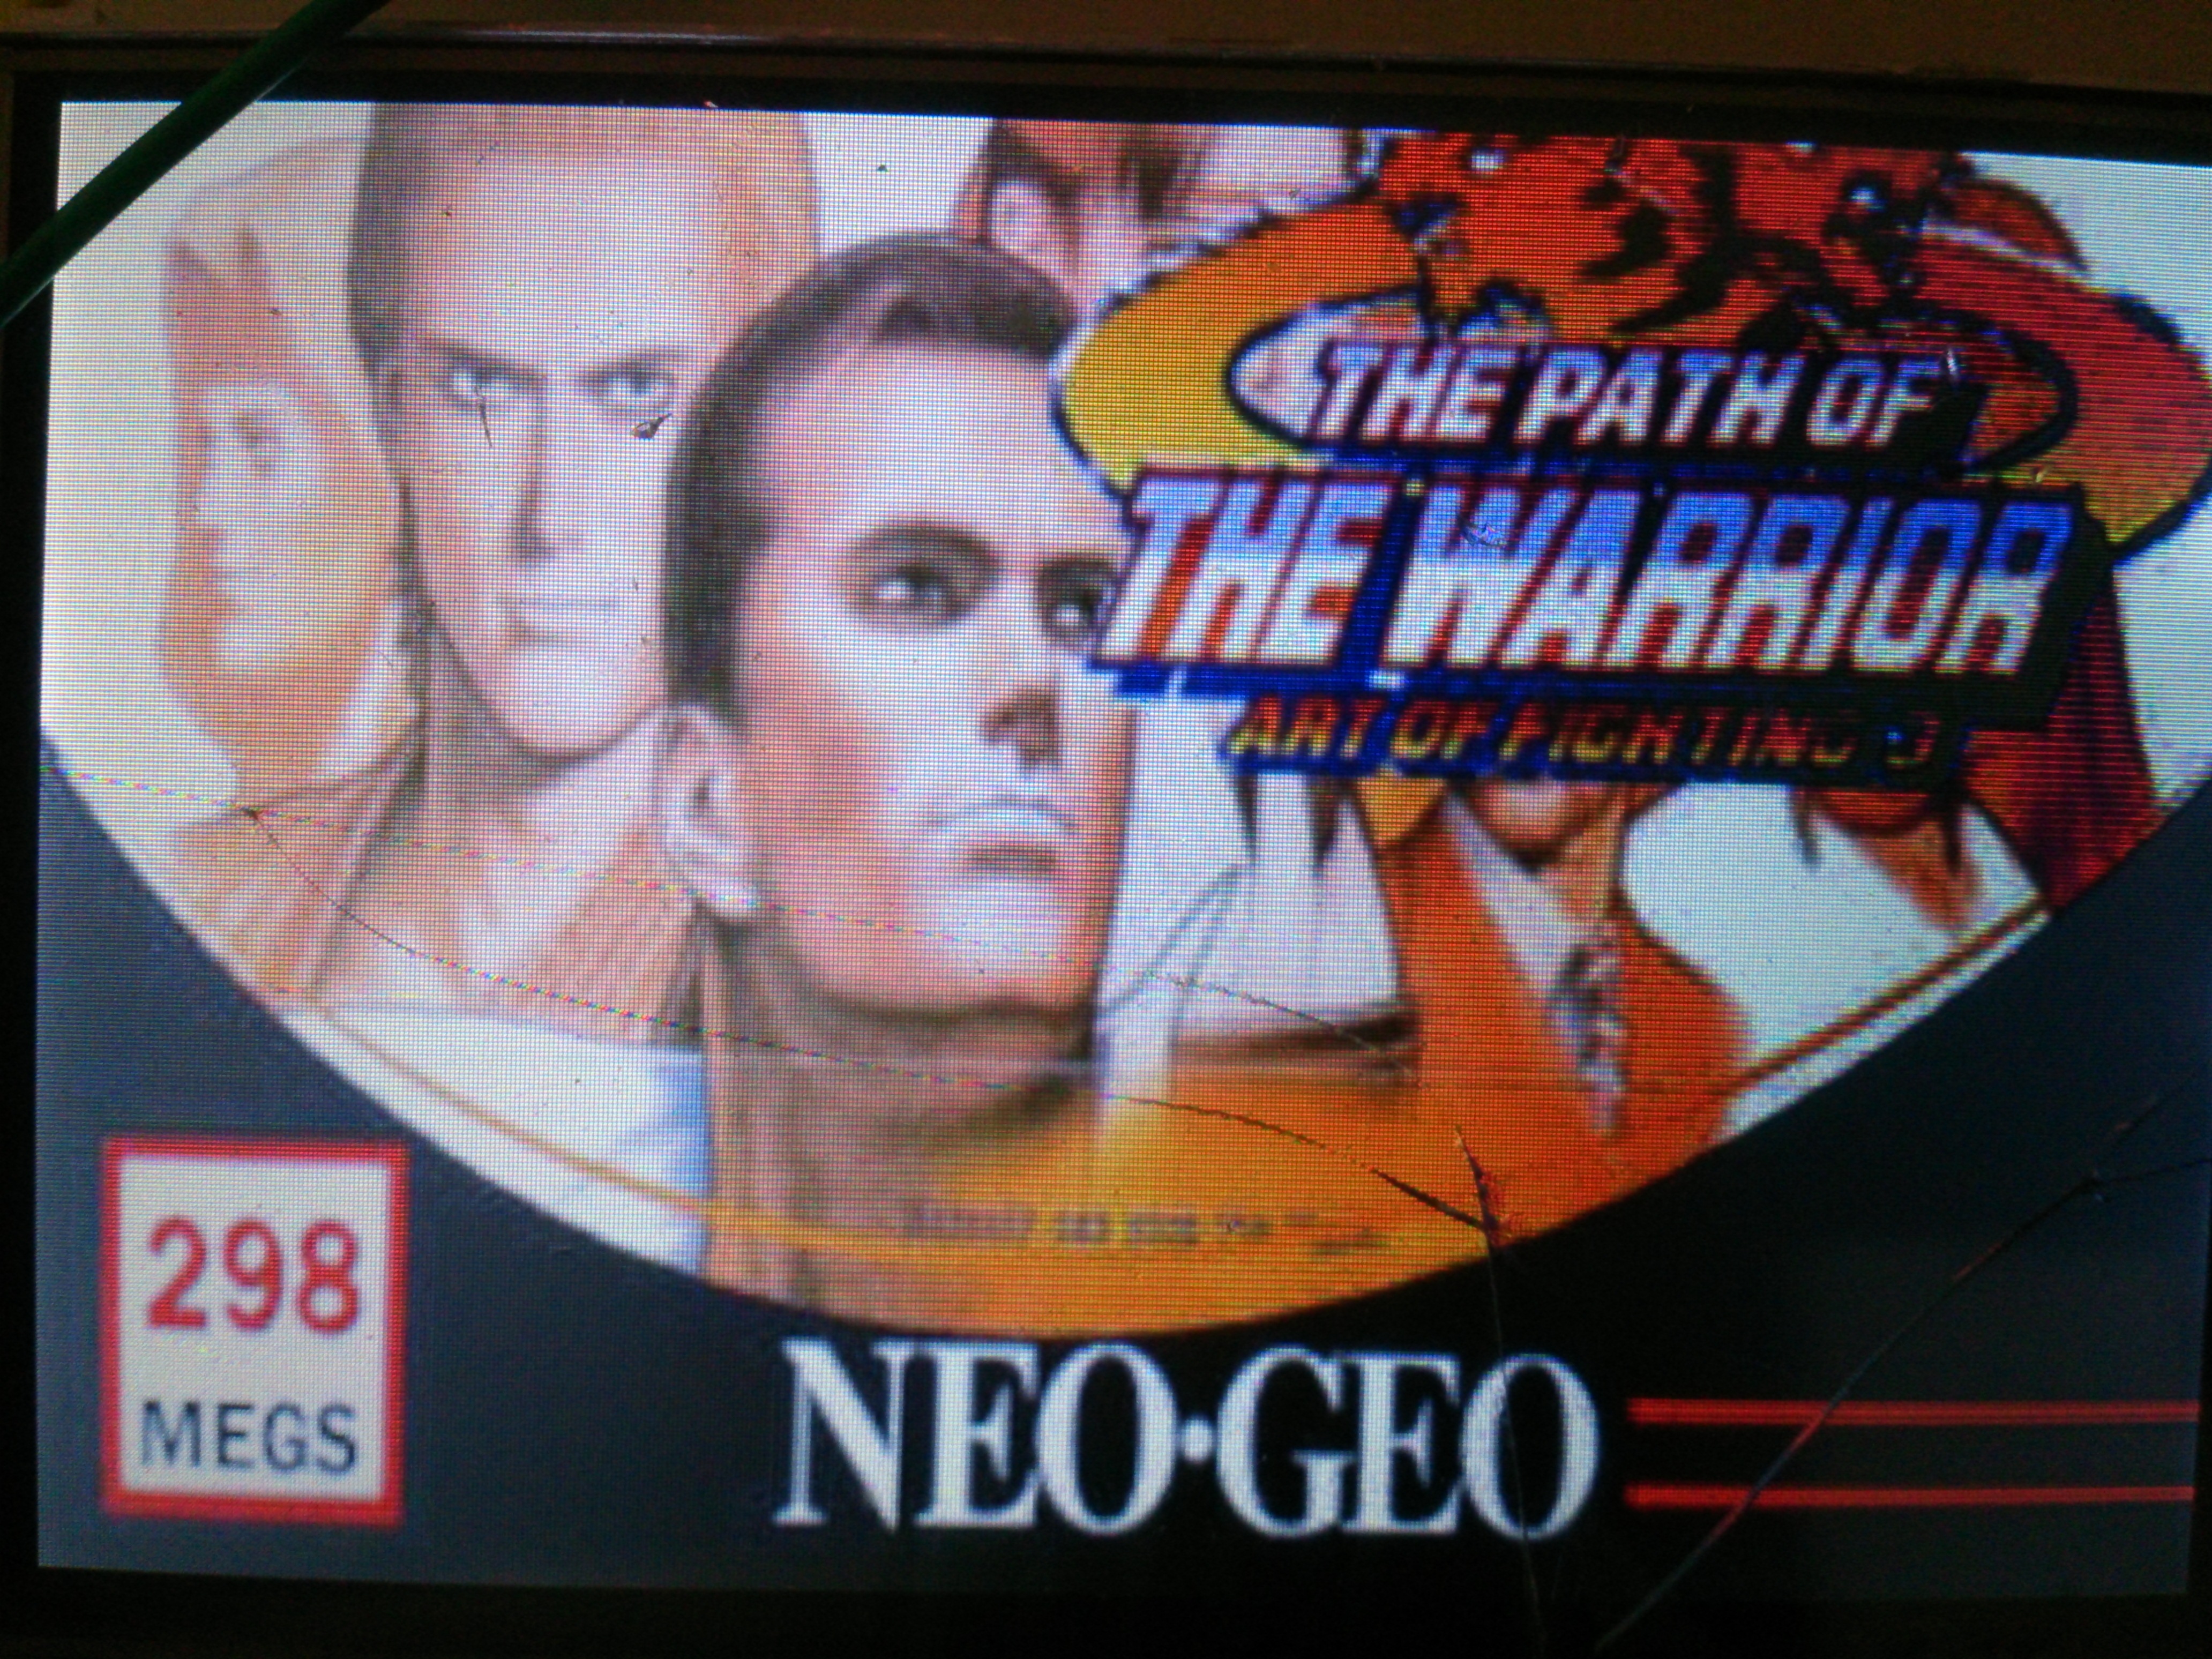 THE PATH OF
THE WARRIOR
ART OF FIGHTING 3
298
MEGS
NEO·GEO